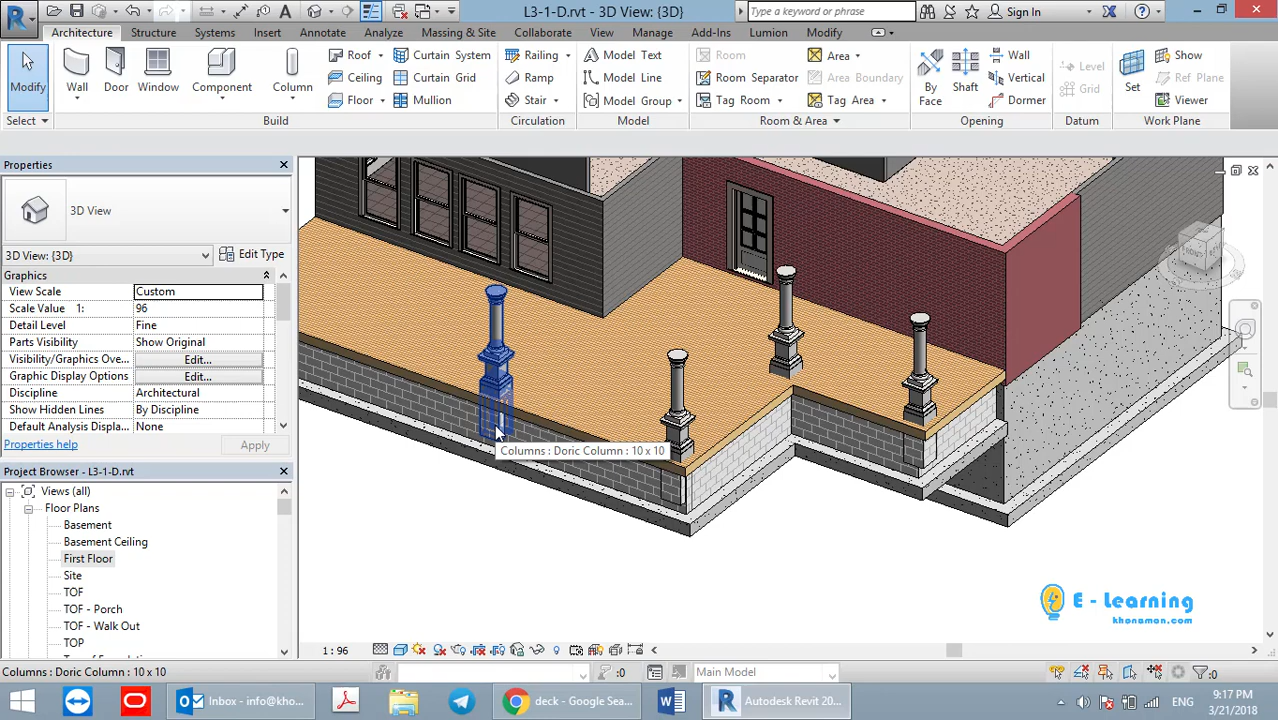 L3-1-D.rvt - 3D View: {3D}
Type a keyword or phrase
Sign In
Architecture
Structure
Systems
Insert
Annotate
Analyze
Massing & Site
Collaborate
View
Manage
Add-Ins
Lumion
Modify
Modify
Wall
Door
Window
Component
Column
Roof
Ceiling
Floor
Curtain System
Curtain Grid
Mullion
Railing
Ramp
Stair
Model Text
Model Line
Model Group
Room
Room Separator
Tag Room
Area
Area Boundary
Tag Area
By Face
Shaft
Wall
Vertical
Dormer
Level
Grid
Set
Show
Ref Plane
Viewer
Select
Build
Circulation
Model
Room & Area
Opening
Datum
Work Plane
Properties
3D View
3D View: {3D}
Edit Type
Graphics
View Scale Custom
Scale Value 1: 96
Detail Level Fine
Parts Visibility Show Original
Visibility/Graphics Ove... Edit...
Graphic Display Options Edit...
Discipline Architectural
Show Hidden Lines By Discipline
Default Analysis Displa... None
Properties help
Apply
Project Browser - L3-1-D.rvt
Views (all)
Floor Plans
Basement
Basement Ceiling
First Floor
Site
TOF
TOF - Porch
TOF - Walk Out
TOP
Columns : Doric Column : 10 x 10
E - Learning
khonamon.com
1 : 96
Columns : Doric Column : 10 x 10
:0
Main Model
:0
Inbox - info@kho...
deck - Google Sea...
Autodesk Revit 20...
ENG
9:17 PM
3/21/2018